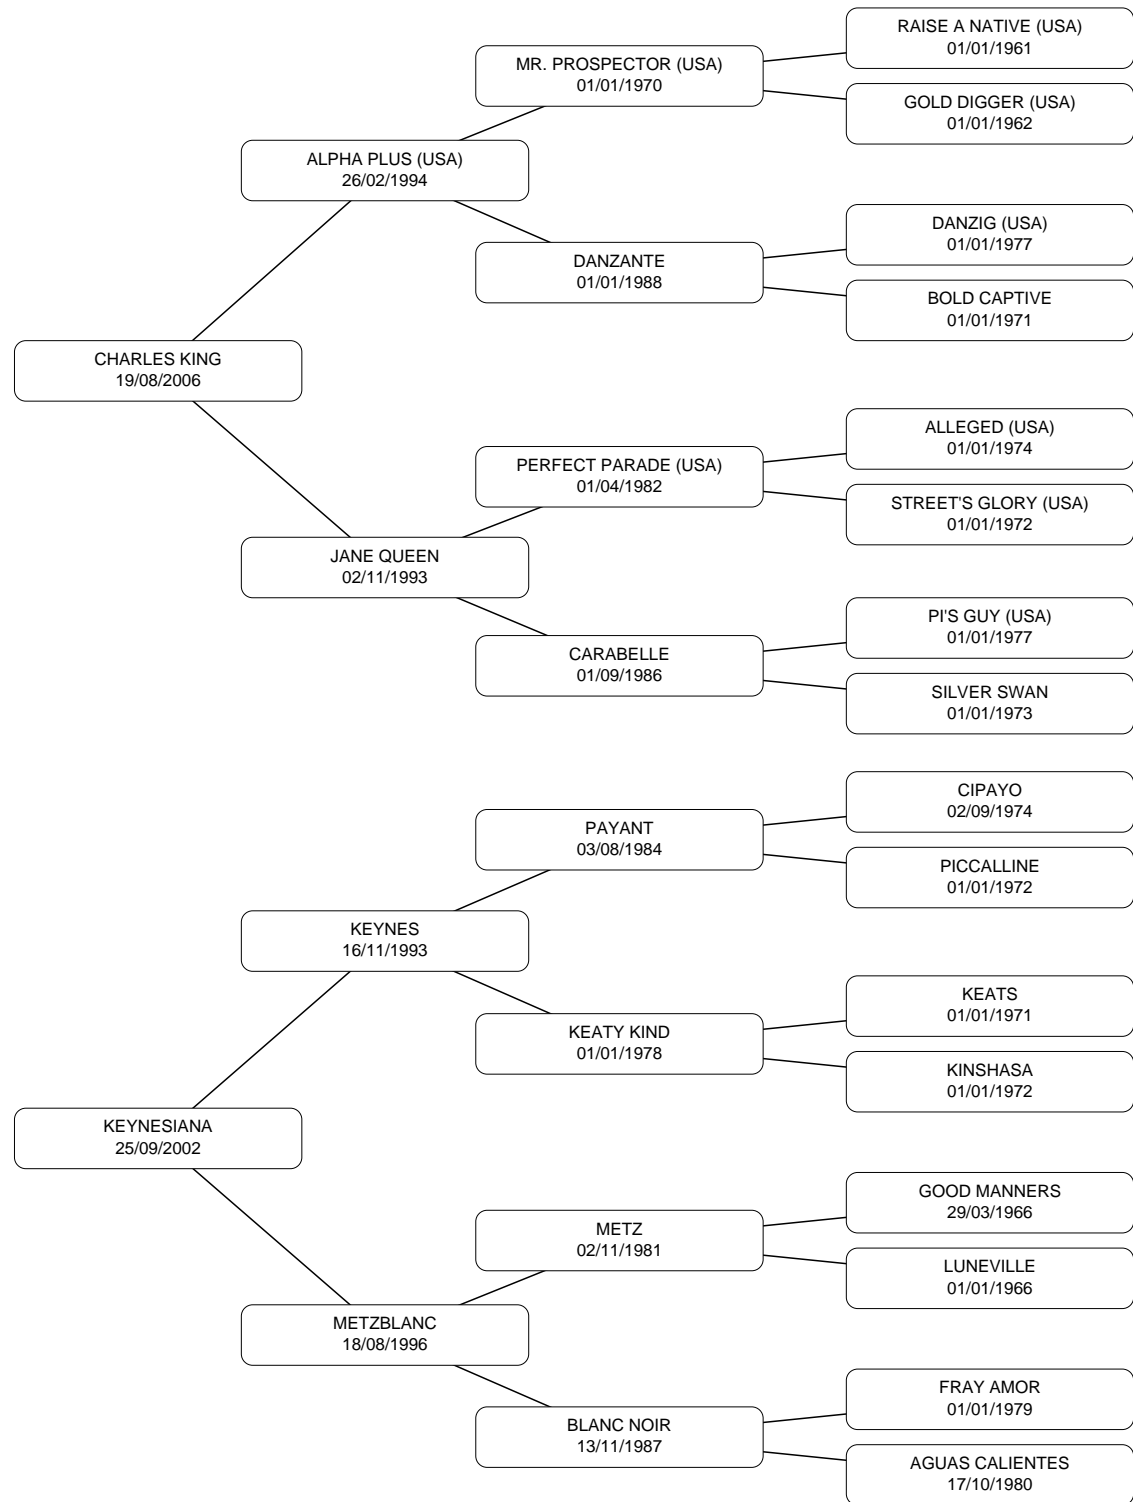 RAISE A NATIVE (USA)
01/01/1961
MR. PROSPECTOR (USA)
01/01/1970
GOLD DIGGER (USA)
01/01/1962
ALPHA PLUS (USA)
26/02/1994
DANZIG (USA)
01/01/1977
DANZANTE
01/01/1988
BOLD CAPTIVE
01/01/1971
CHARLES KING
19/08/2006
ALLEGED (USA)
01/01/1974
PERFECT PARADE (USA)
01/04/1982
STREET'S GLORY (USA)
01/01/1972
JANE QUEEN
02/11/1993
PI'S GUY (USA)
01/01/1977
CARABELLE
01/09/1986
SILVER SWAN
01/01/1973
CIPAYO
02/09/1974
PAYANT
03/08/1984
PICCALLINE
01/01/1972
KEYNES
16/11/1993
KEATS
01/01/1971
KEATY KIND
01/01/1978
KINSHASA
01/01/1972
KEYNESIANA
25/09/2002
GOOD MANNERS
29/03/1966
METZ
02/11/1981
LUNEVILLE
01/01/1966
METZBLANC
18/08/1996
FRAY AMOR
01/01/1979
BLANC NOIR
13/11/1987
AGUAS CALIENTES
17/10/1980